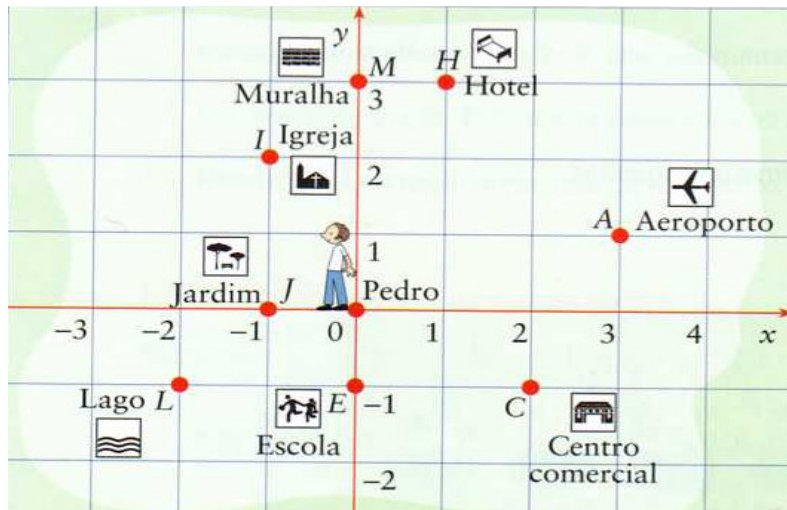 y
M
H
Muralha
3
Hotel
I
Igreja
2
A
Aeroporto
1
Jardim
J
Pedro
−3
−2
−1
0
1
2
3
4
x
Lago
L
E
−1
C
Escola
Centro
comercial
−2